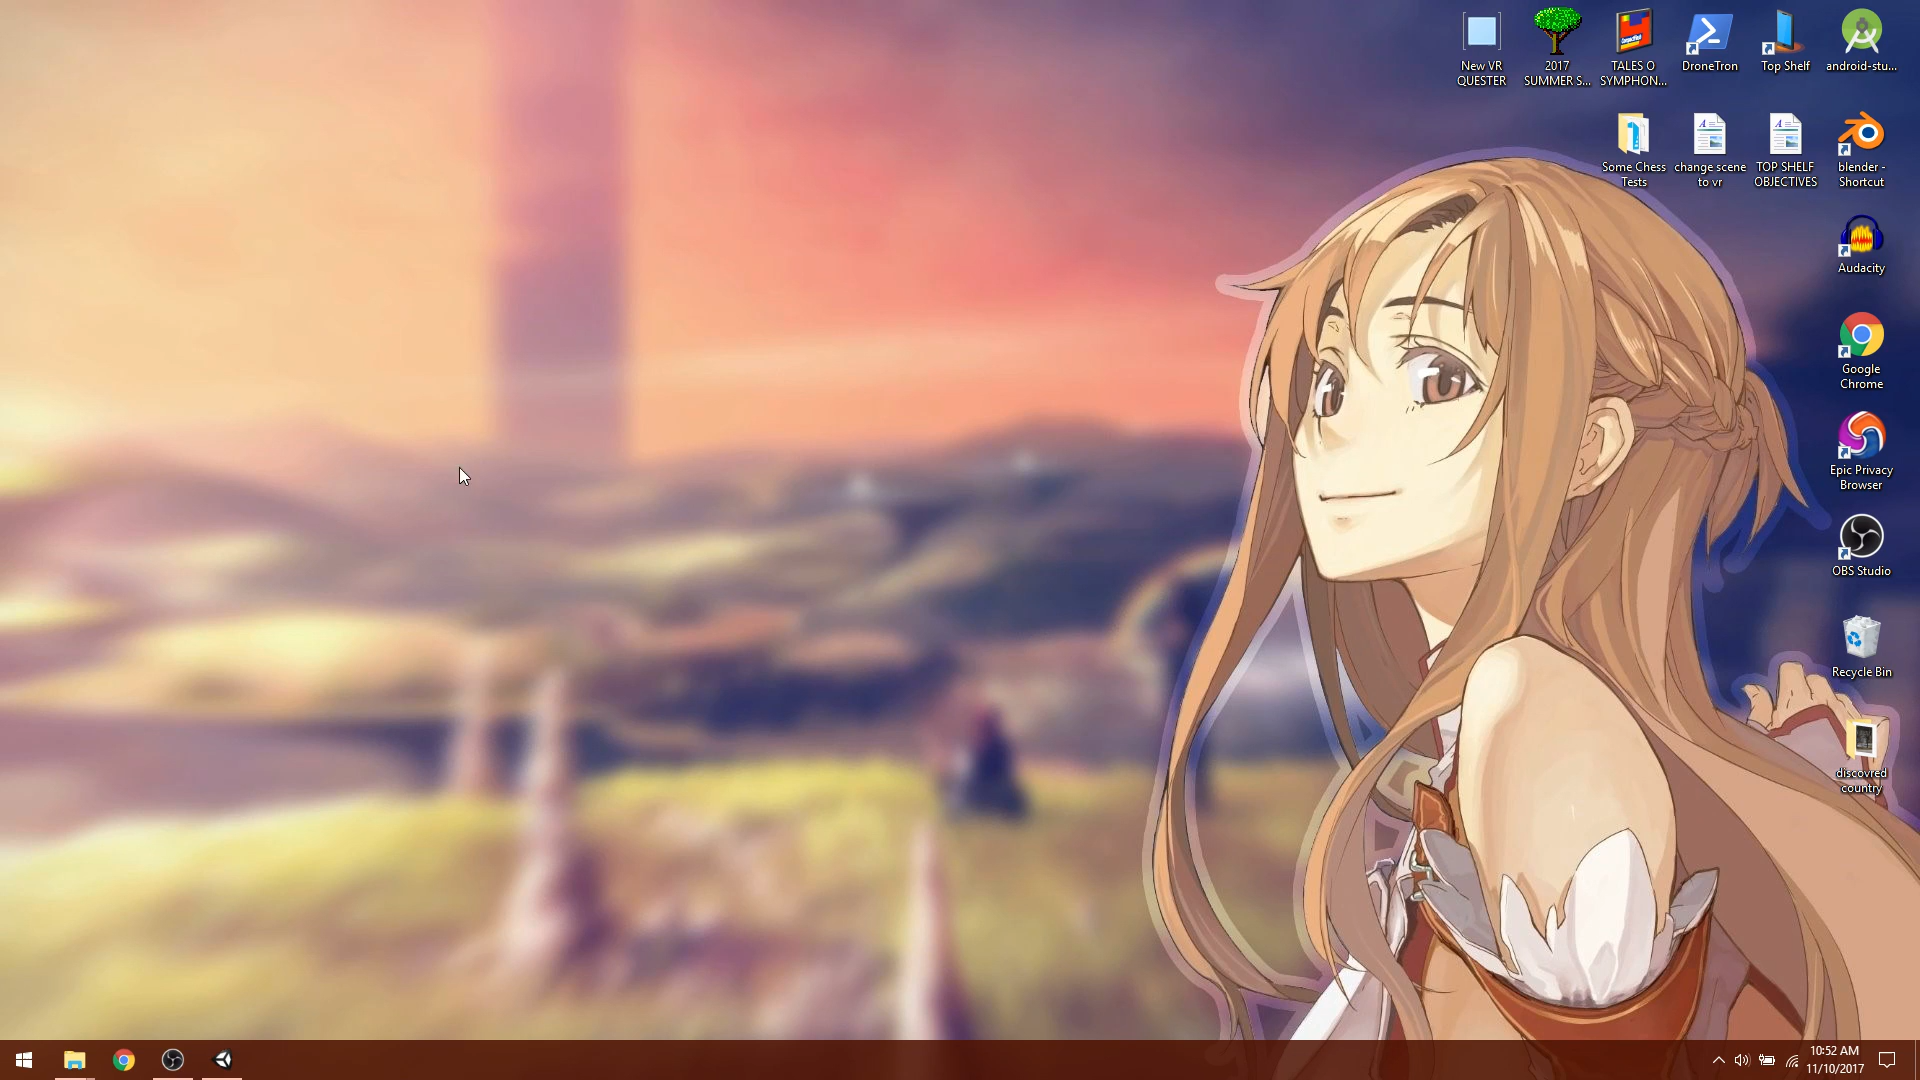 New VR
QUESTER
2017
SUMMER S...
TALES O
SYMPHON...
DroneTron
Top Shelf
android-stu...
Some Chess
Tests
change scene
to vr
TOP SHELF
OBJECTIVES
blender -
Shortcut
Audacity
Google
Chrome
Epic Privacy
Browser
OBS Studio
Recycle Bin
discovred
country
10:52 AM
11/10/2017